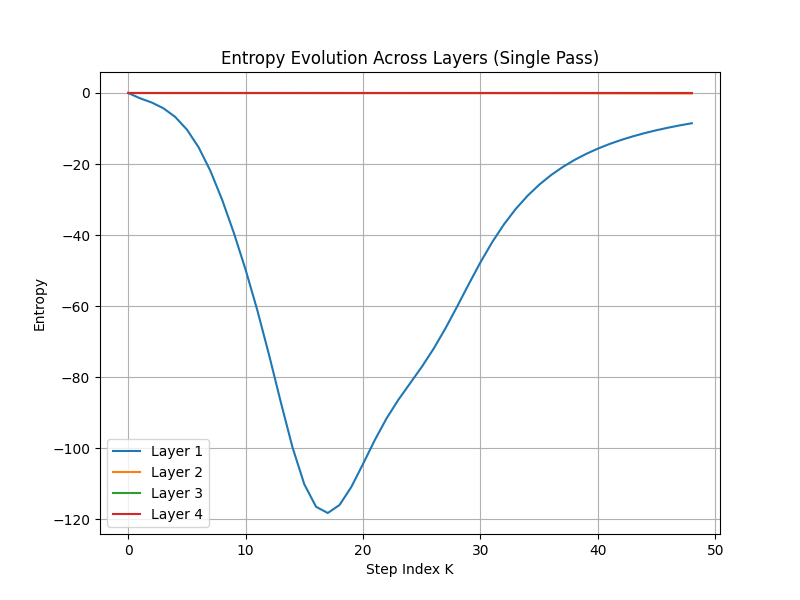 Entropy Evolution Across Layers (Single Pass)
0
−20
−40
−60
−80
−100
−120
Entropy
Layer 1
Layer 2
Layer 3
Layer 4
0 10 20 30 40 50
Step Index K